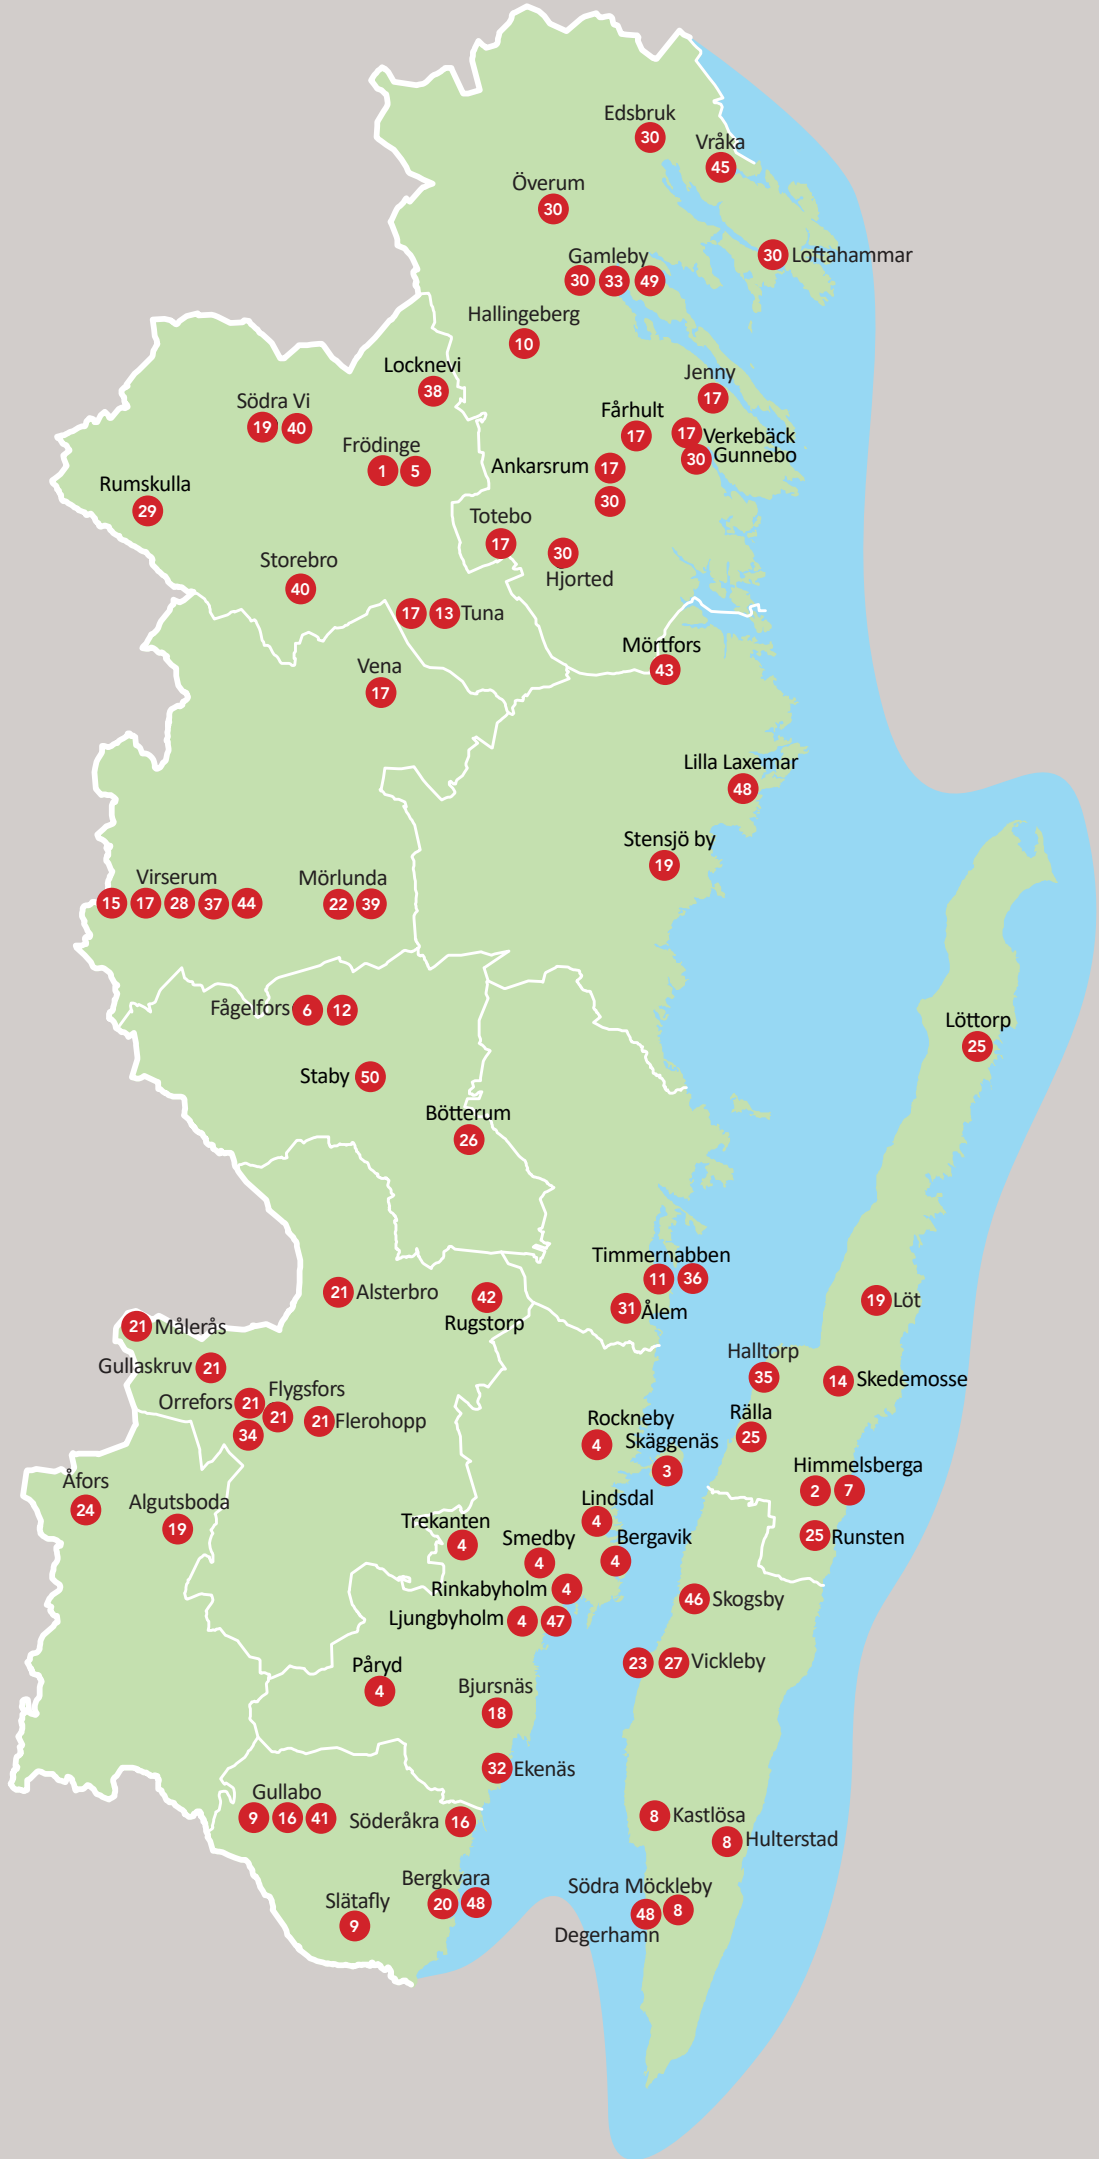 Edsbruk
30
Vråka
45
Överum
30
30 Loftahammar
Gamleby
30 33 49
Hallingeberg
10
Locknevi
38
Jenny
17
Södra Vi
19 40
Fårhult
17
17 Verkebäck
30 Gunnebo
Frödinge
1 5
Ankarsrum 17
30
Rumskulla
29
Totebo
17
30
Hjorted
Storebro
40
17 13 Tuna
Mörtfors
43
Vena
17
Lilla Laxemar
48
Stensjö by
19
Virserum
15 17 28 37 44
Mörlunda
22 39
Fågelfors 6 12
Löttorp
25
Staby 50
Bötterum
26
Timmernabben
11 36
31 Ålem
21 Alsterbro
42
Rugstorp
19 Löt
21 Målerås
Gullaskruv 21
Halltorp
35
14 Skedemosse
Orrefors 21
34
Flygsfors
21
21 Flerohopp
Rälla
25
Rockneby
4
Skäggenäs
3
Himmelsberga
2 7
Åfors
24
Algutsboda
19
Lindsdal
4
Trekanten
4
Smedby
4
Bergavik
4
25 Runsten
Rinkabyholm 4
46 Skogsby
Ljungbyholm 4 47
23 27 Vickleby
Påryd
4
Bjursnäs
18
32 Ekenäs
Gullabo
9 16 41
Söderåkra 16
8 Kastlösa
8 Hulterstad
Bergkvara
20 48
Slätafly
9
Södra Möckleby
48 8
Degerhamn